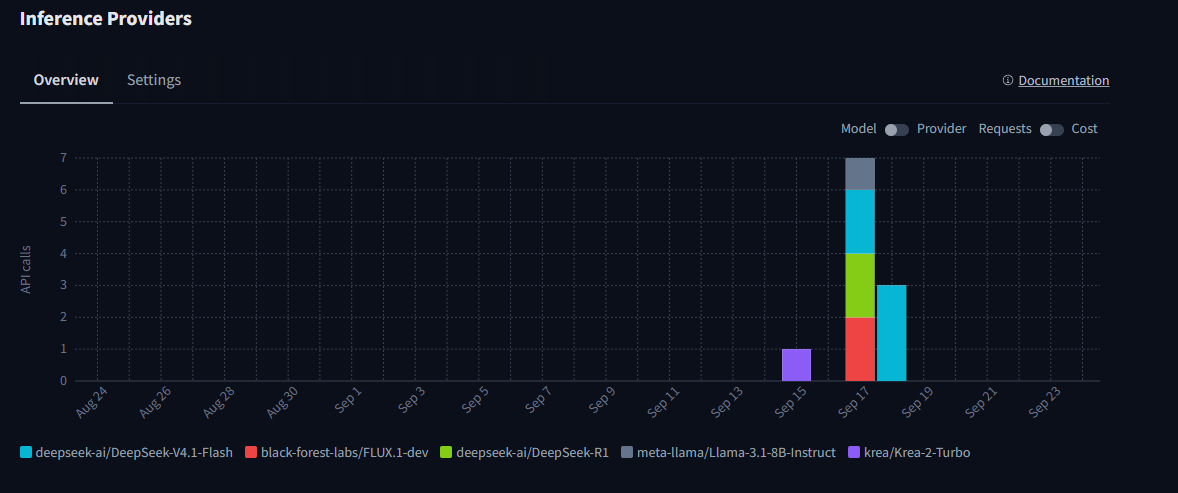 Inference Providers
Overview Settings Documentation
Model Provider Requests Cost
API calls
7
6
5
4
3
2
1
0
Aug 24 Aug 26 Aug 28 Aug 30 Sep 1 Sep 3 Sep 5 Sep 7 Sep 9 Sep 11 Sep 13 Sep 15 Sep 17 Sep 19 Sep 21 Sep 23
deepseek-ai/DeepSeek-V4.1-Flash black-forest-labs/FLUX.1-dev deepseek-ai/DeepSeek-R1 meta-llama/Llama-3.1-8B-Instruct krea/Krea-2-Turbo